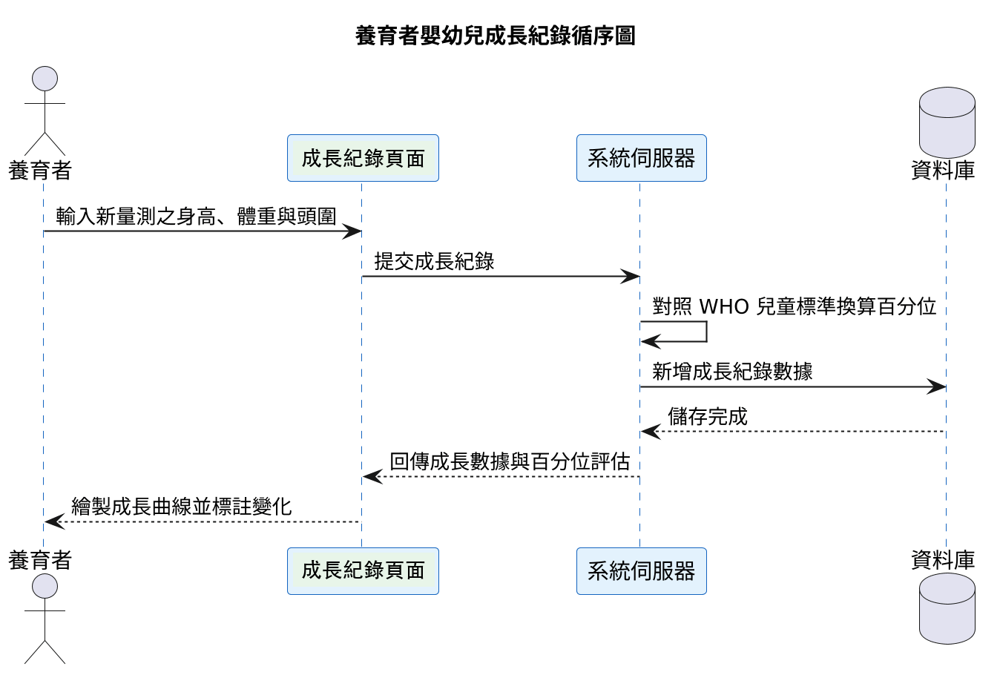 養育者嬰幼兒成長紀錄循序圖
養育者
成長紀錄頁面
系統伺服器
資料庫
輸入新量測之身高、體重與頭圍
提交成長紀錄
對照 WHO 兒童標準換算百分位
新增成長紀錄數據
儲存完成
回傳成長數據與百分位評估
繪製成長曲線並標註變化
養育者
成長紀錄頁面
系統伺服器
資料庫